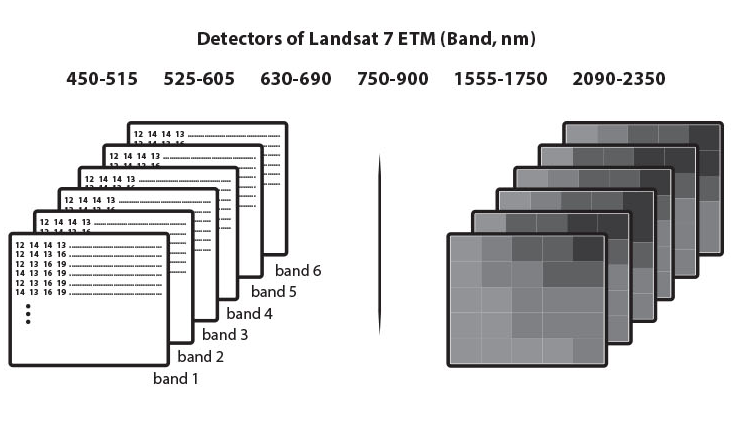 Detectors of Landsat 7 ETM (Band, nm)
450-515 525-605 630-690 750-900 1555-1750 2090-2350
12 14 14 13
12 14 14 13
12 14 14 13
12 14 14 13
12 14 14 13
12 14 14 13
12 14 13 16
12 13 16 19
14 13 16 19
12 13 16 19
14 13 16 19
band 6
band 5
band 4
band 3
band 2
band 1